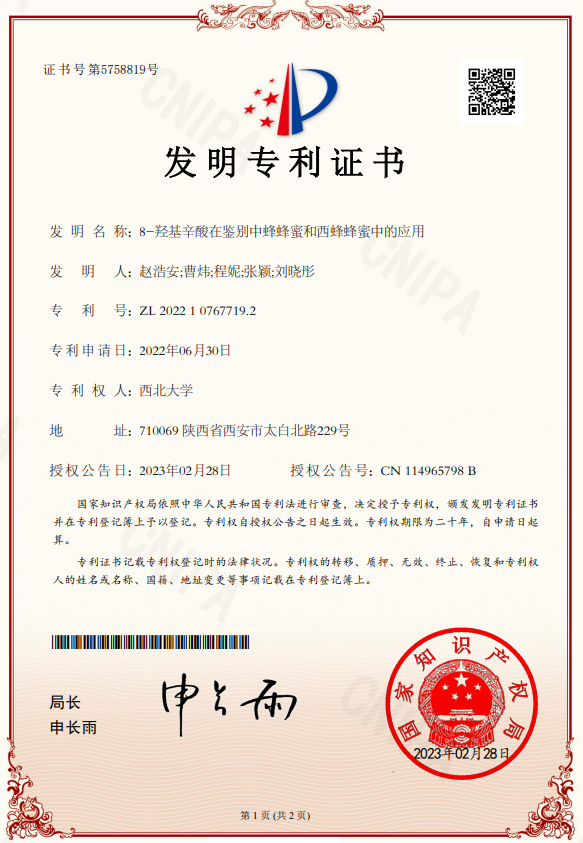 证书号第5758819号
发明专利证书
发明名称：8-羟基辛酸在鉴别中蜂蜂蜜和西蜂蜂蜜中的应用
发明人：赵浩安;曹炜;程妮;张颖;刘晓彤
专利号：ZL 2022 1 0767719.2
专利申请日：2022年06月30日
专利权人：西北大学
地址：710069 陕西省西安市太白北路229号
授权公告日：2023年02月28日 授权公告号：CN 114965798 B
国家知识产权局依照中华人民共和国专利法进行审查，决定授予专利权，颁发发明专利证书
并在专利登记簿上予以登记。专利权自授权公告之日起生效。专利权期限为二十年，自申请日起
算。
专利证书记载专利权登记时的法律状况。专利权的转移、质押、无效、终止、恢复和专利权
人的姓名或名称、国籍、地址变更等事项记载在专利登记簿上。
局长
申长雨
申长雨
国家知识产权局
2023年02月28日
第 1 页 (共 2 页)
CNIPA
CNIPA
CNIPA
CNIPA